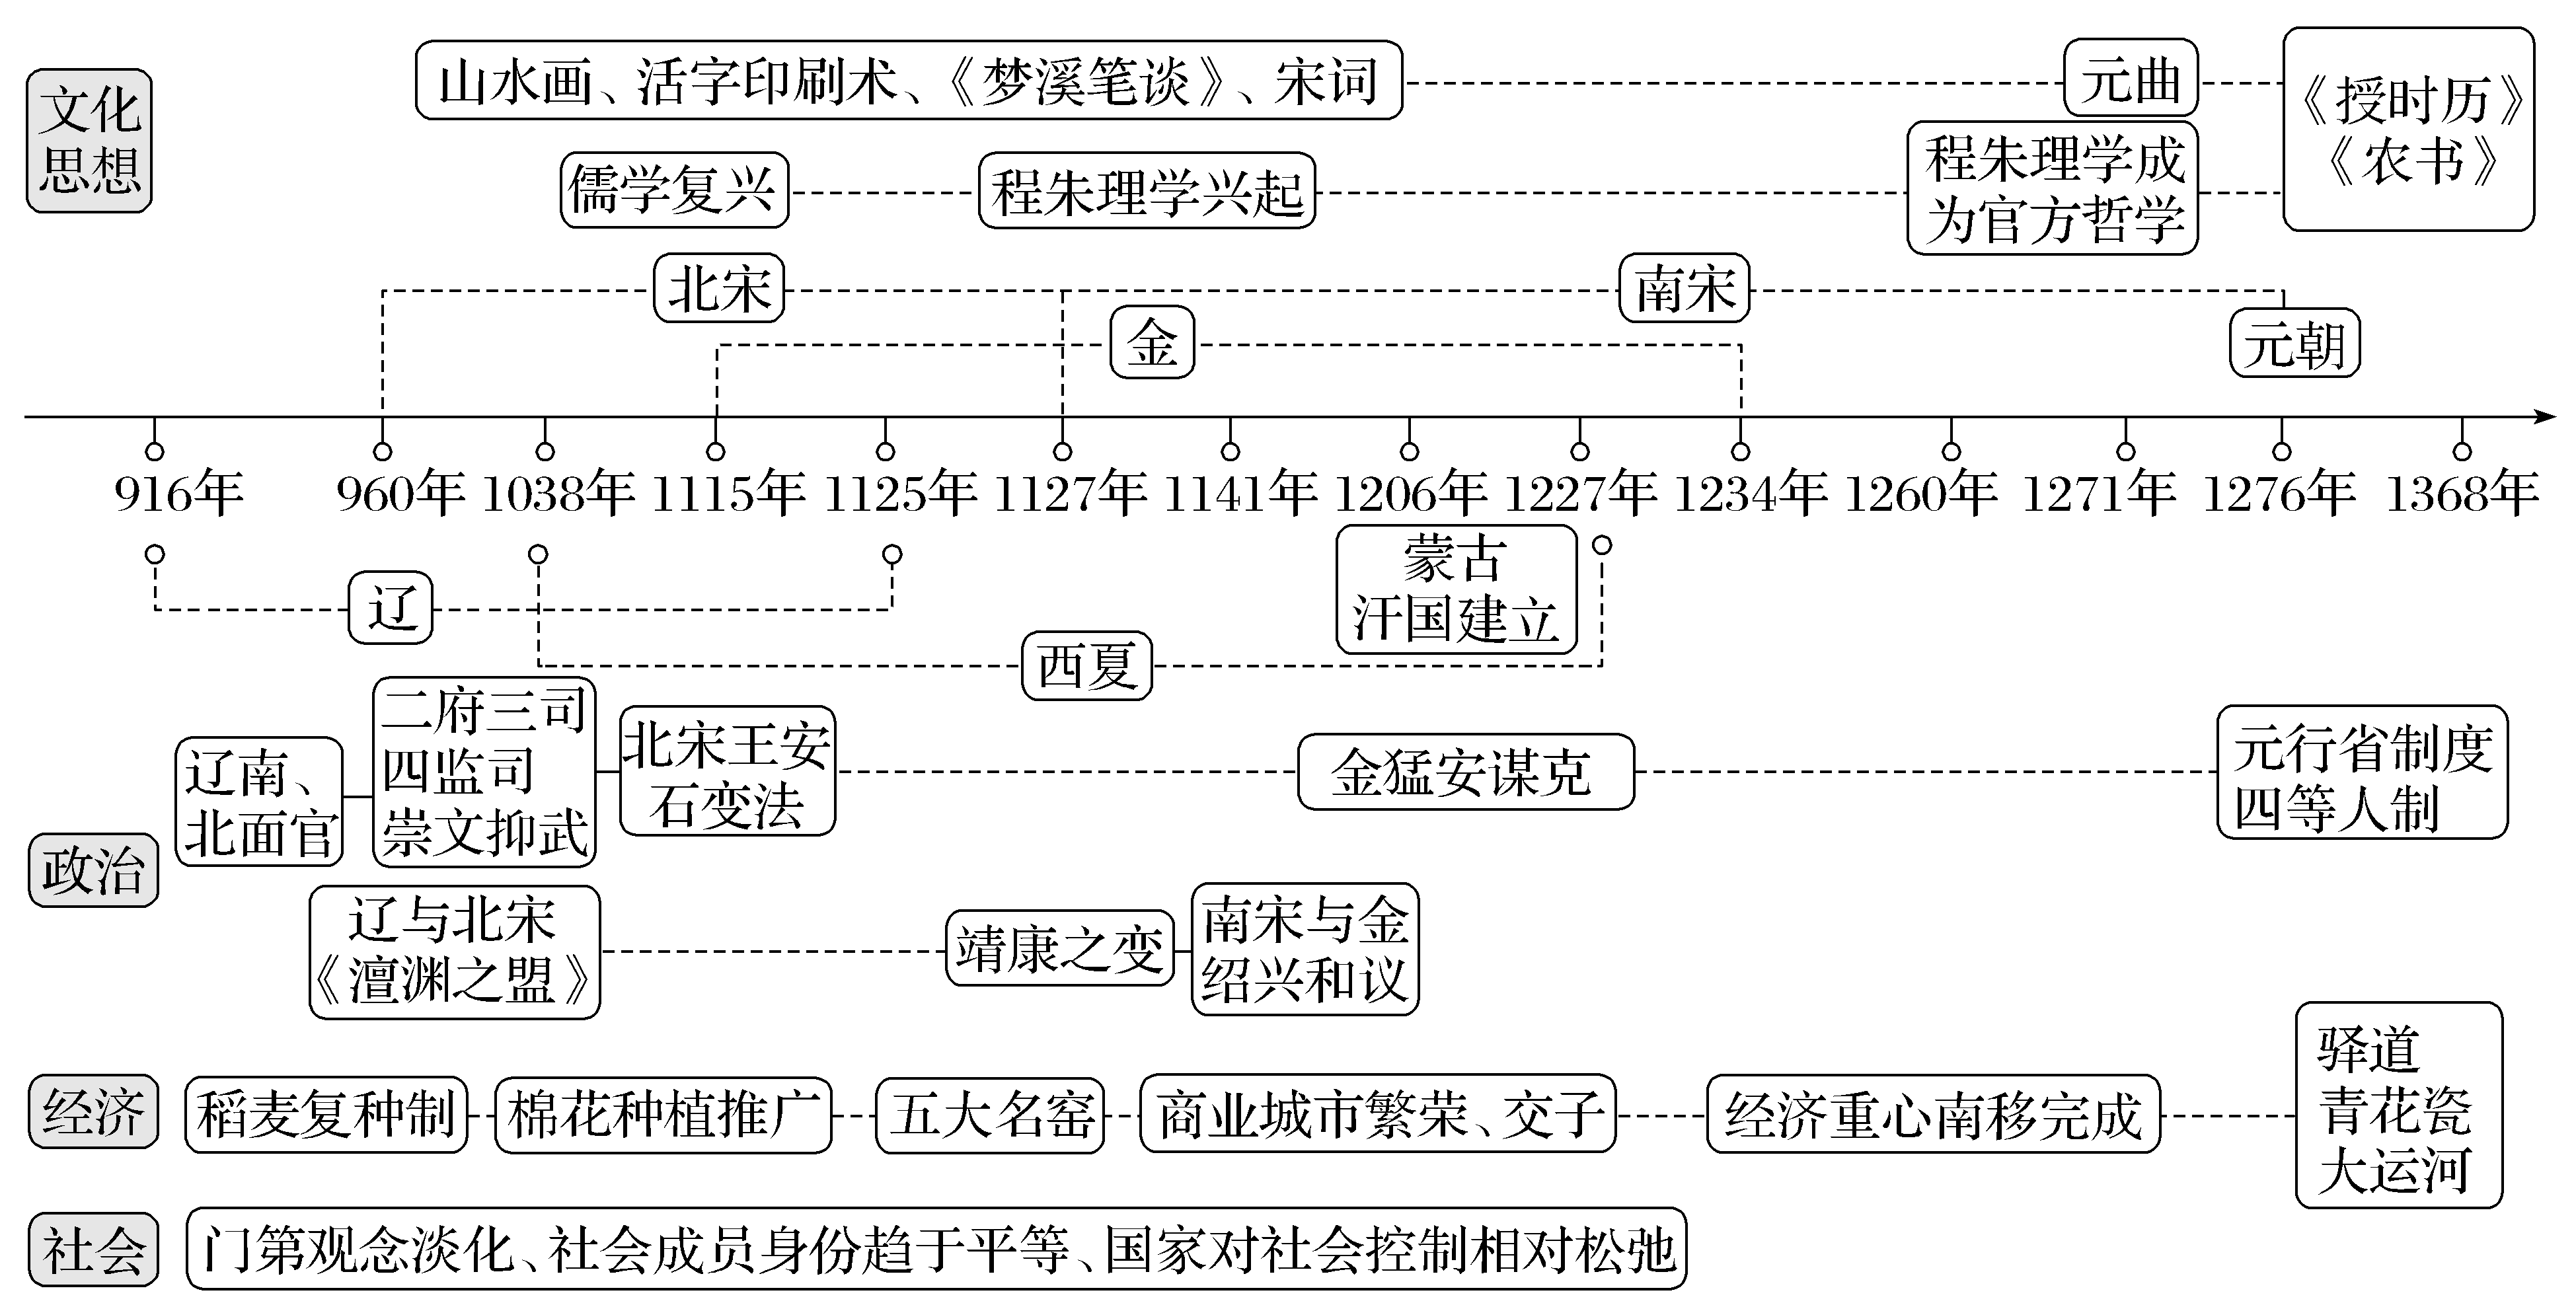 文化
思想
山水画、活字印刷术、《梦溪笔谈》、宋词
元曲
《授时历》
《农书》
儒学复兴
程朱理学兴起
程朱理学成
为官方哲学
北宋
南宋
金
元朝
916年 960年 1038年 1115年 1125年 1127年 1141年 1206年 1227年 1234年 1260年 1271年 1276年 1368年
蒙古
汗国建立
辽
西夏
政治
辽南、
北面官
二府三司
四监司
崇文抑武
北宋王安
石变法
金猛安谋克
元行省制度
四等人制
辽与北宋
《澶渊之盟》
靖康之变
南宋与金
绍兴和议
经济
稻麦复种制
棉花种植推广
五大名窑
商业城市繁荣、交子
经济重心南移完成
驿道
青花瓷
大运河
社会
门第观念淡化、社会成员身份趋于平等、国家对社会控制相对松弛